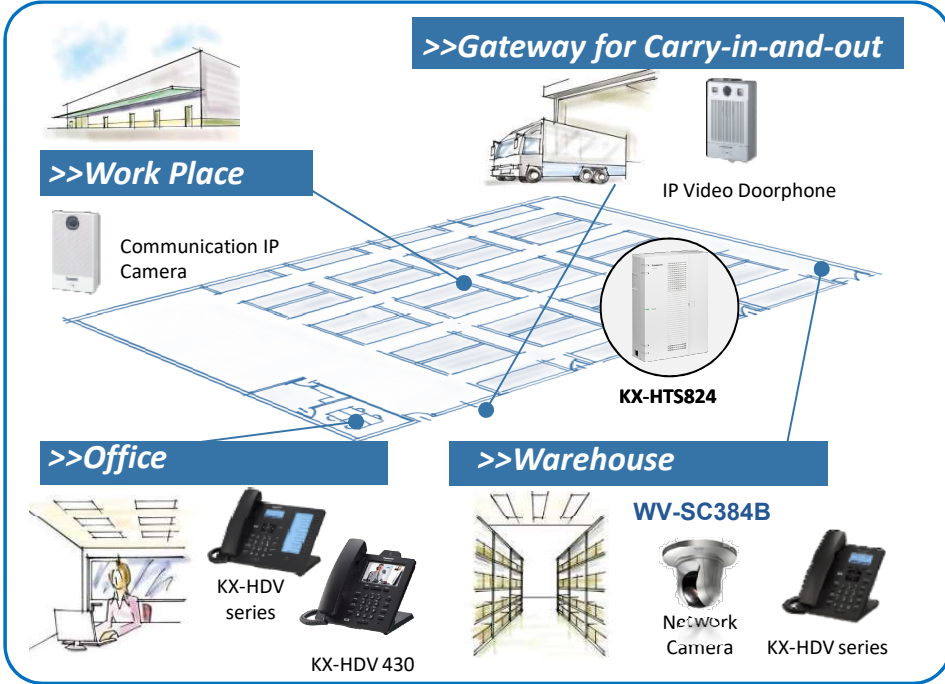 >>Gateway for Carry-in-and-out
IP Video Doorphone
>>Work Place
Communication IP
Camera
KX-HTS824
>>Office
KX-HDV
series
KX-HDV 430
>>Warehouse
WV-SC384B
Network
Camera
KX-HDV series